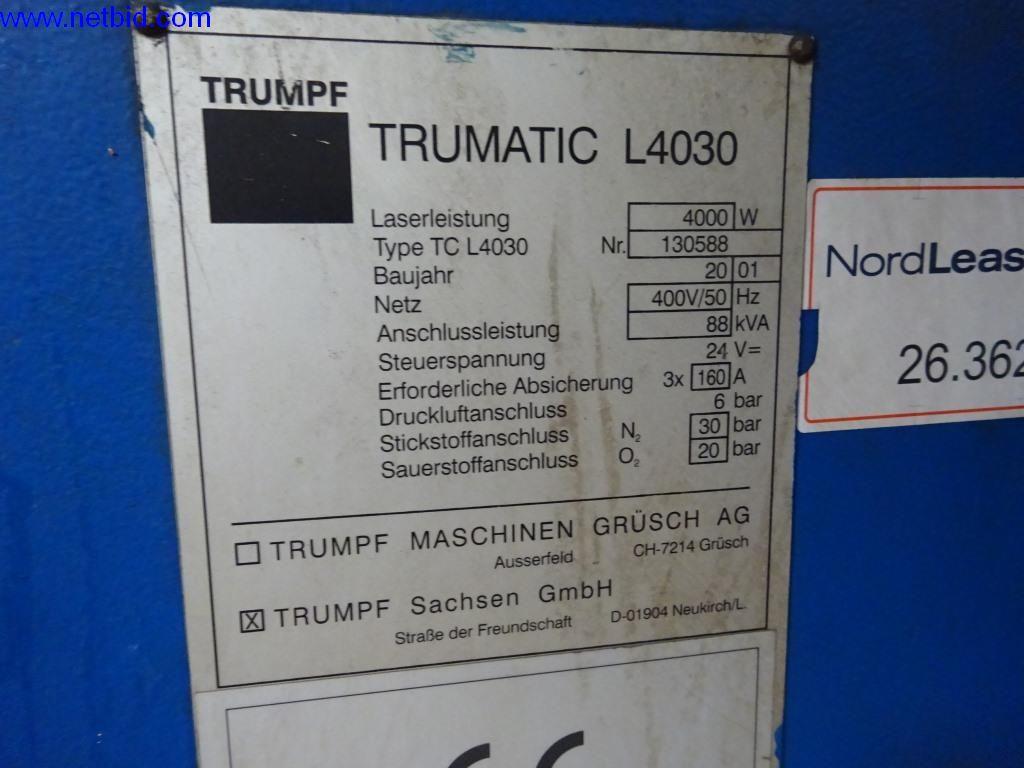 www.netbid.com
TRUMPF
TRUMATIC L4030
Laserleistung 4000 W
Type TC L4030 Nr. 130588
Baujahr 20 01
Netz 400V/50 Hz
Anschlussleistung 88 kVA
Steuerspannung 24 V=
Erforderliche Absicherung 3x 160 A
Druckluftanschluss 6 bar
Stickstoffanschluss N₂ 30 bar
Sauerstoffanschluss O₂ 20 bar
☐ TRUMPF MASCHINEN GRÜSCH AG
Ausserfeld CH-7214 Grüsch
☒ TRUMPF Sachsen GmbH
Straße der Freundschaft D-01904 Neukirch/L.
CE
NordLeas
26.362